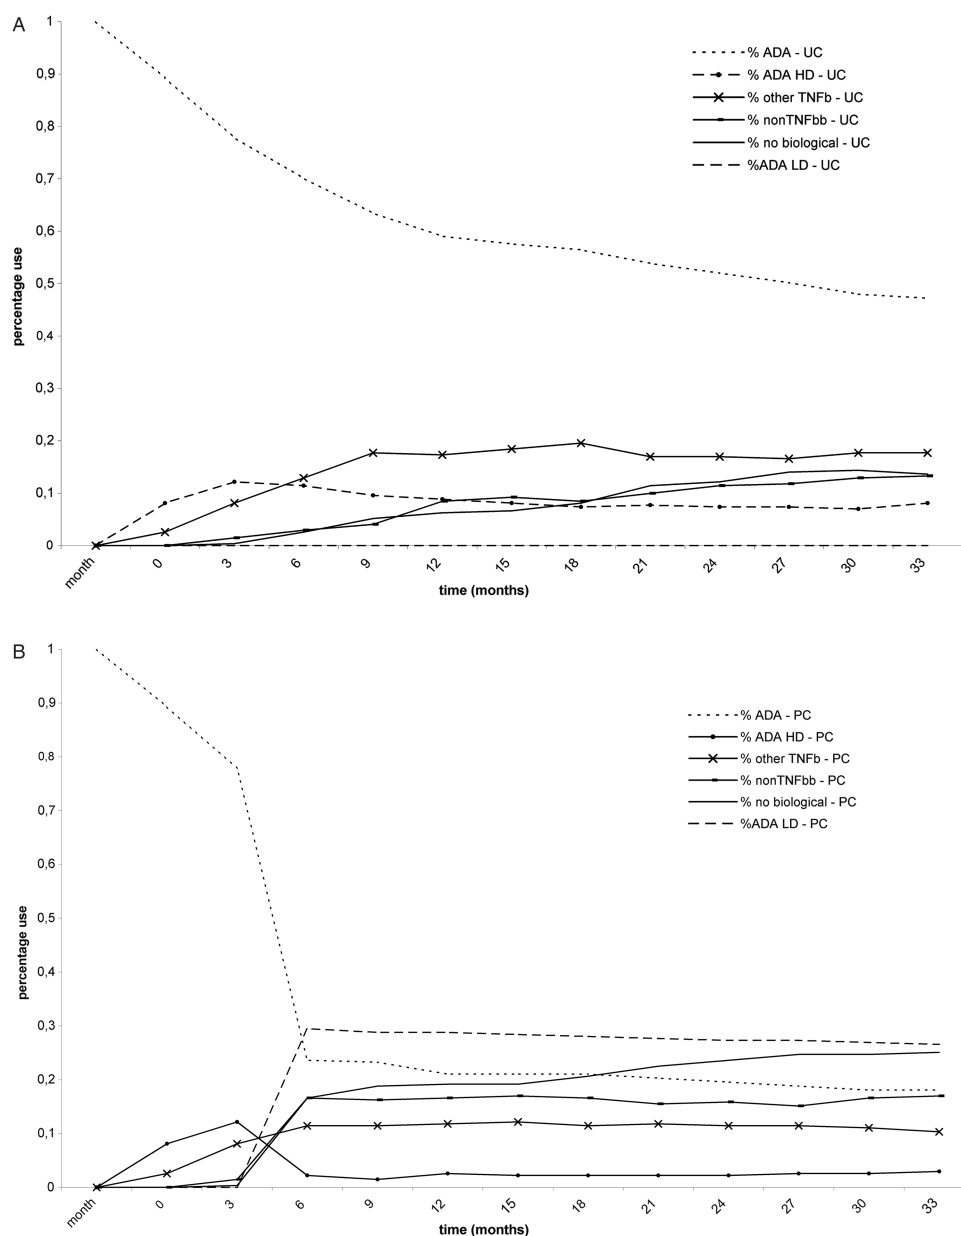 A
1
0,9
0,8
0,7
0,6
0,5
0,4
0,3
0,2
0,1
0
percentage use
% ADA - UC
% ADA HD - UC
% other TNFb - UC
% nonTNFbb - UC
% no biological - UC
%ADA LD - UC
month 0 3 6 9 12 15 18 21 24 27 30 33
time (months)
B
1
0,9
0,8
0,7
0,6
0,5
0,4
0,3
0,2
0,1
0
percentage use
% ADA - PC
% ADA HD - PC
% other TNFb - PC
% nonTNFbb - PC
% no biological - PC
%ADA LD - PC
month 0 3 6 9 12 15 18 21 24 27 30 33
time (months)